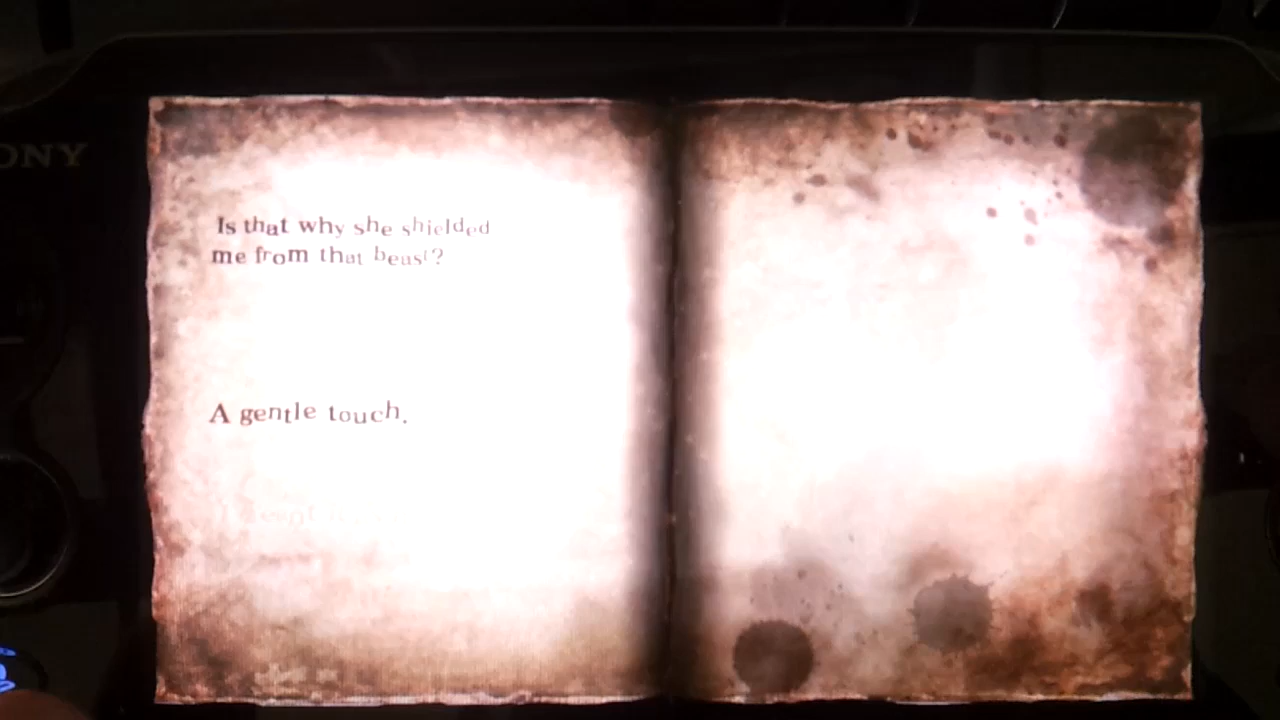 ONY
Is that why she shielded
me from that beast?
A gentle touch.